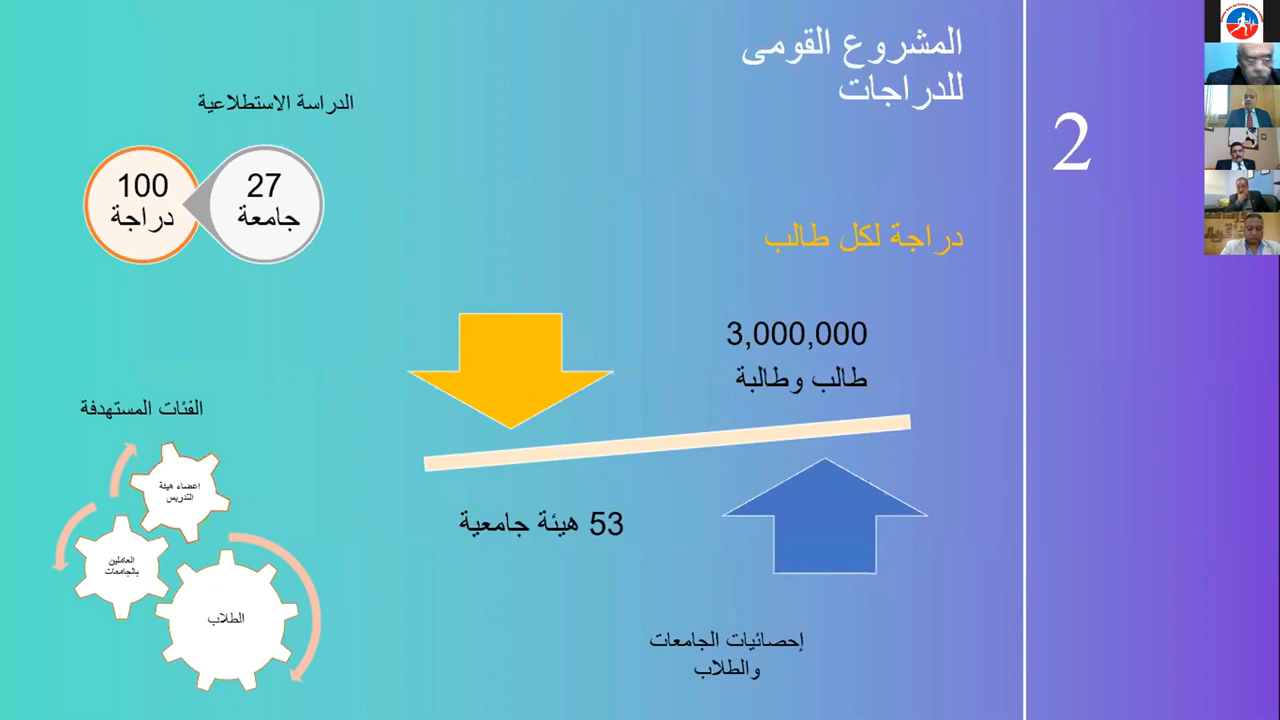 المشروع القومى
للدراجات
2
دراجة لكل طالب
3,000,000
طالب وطالبة
53 هيئة جامعية
إحصائيات الجامعات
والطلاب
الدراسة الاستطلاعية
27
جامعة
100
دراجة
الفئات المستهدفة
اعضاء هيئة
التدريس
العاملين
بالجامعات
الطلاب